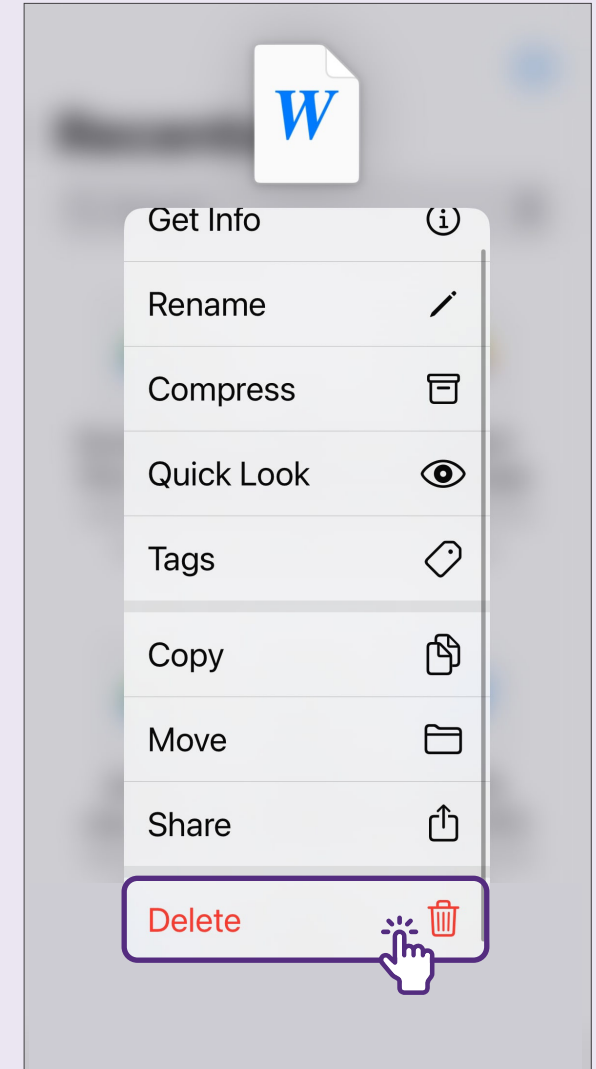 W
Get Info
Rename
Compress
Quick Look
Tags
Copy
Move
Share
Delete